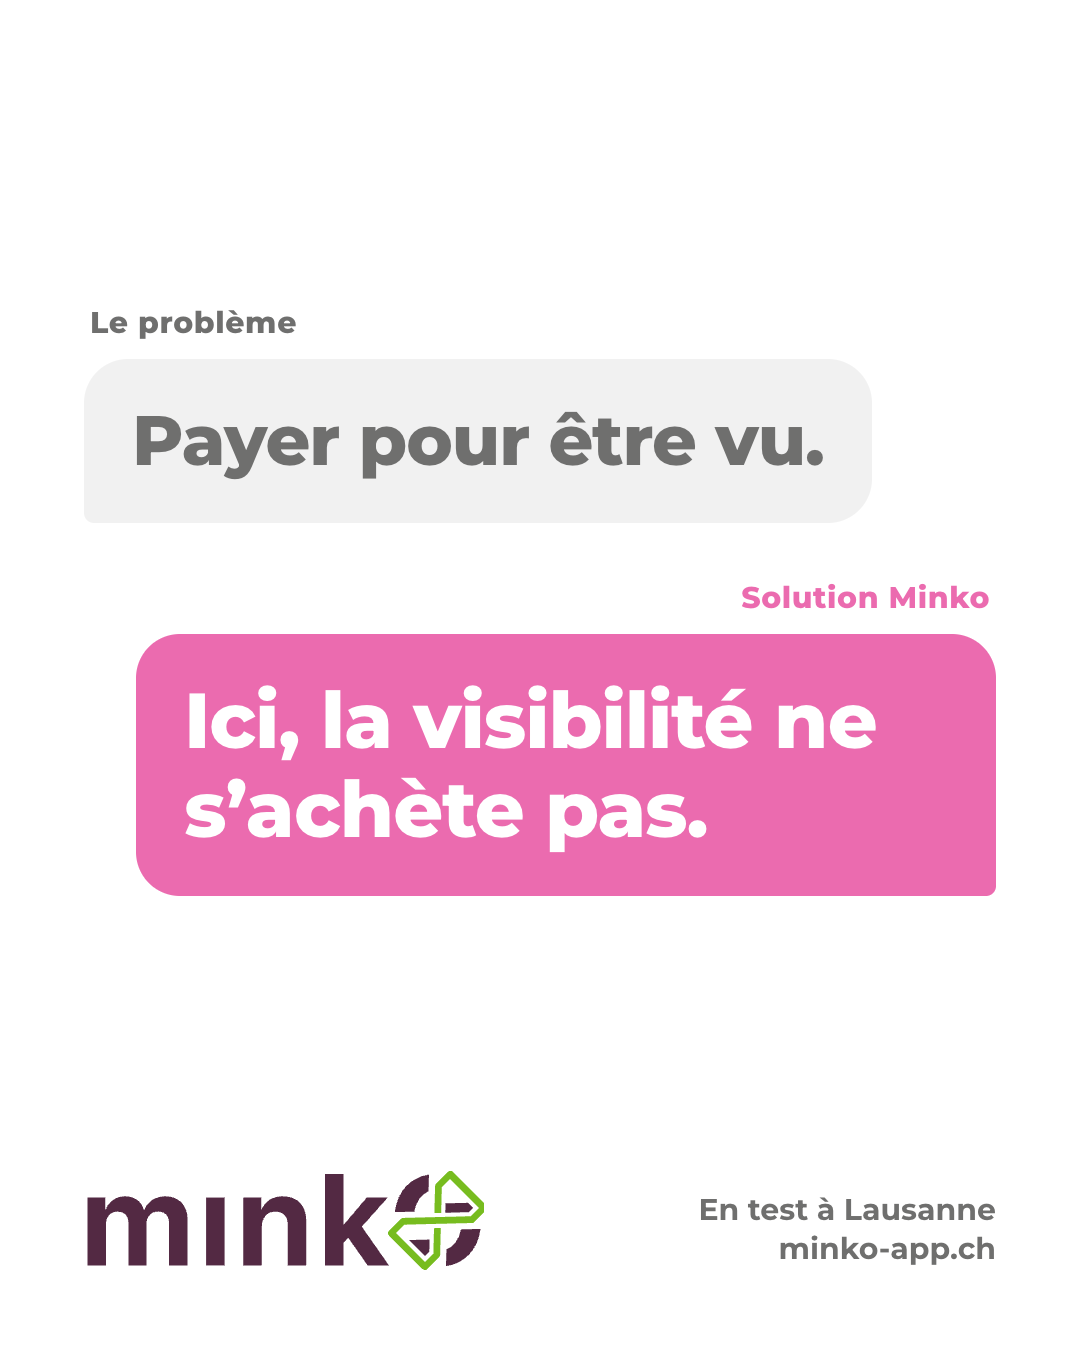 Le problème
Payer pour être vu.
Solution Minko
Ici, la visibilité ne
s’achète pas.
minko
En test à Lausanne
minko-app.ch